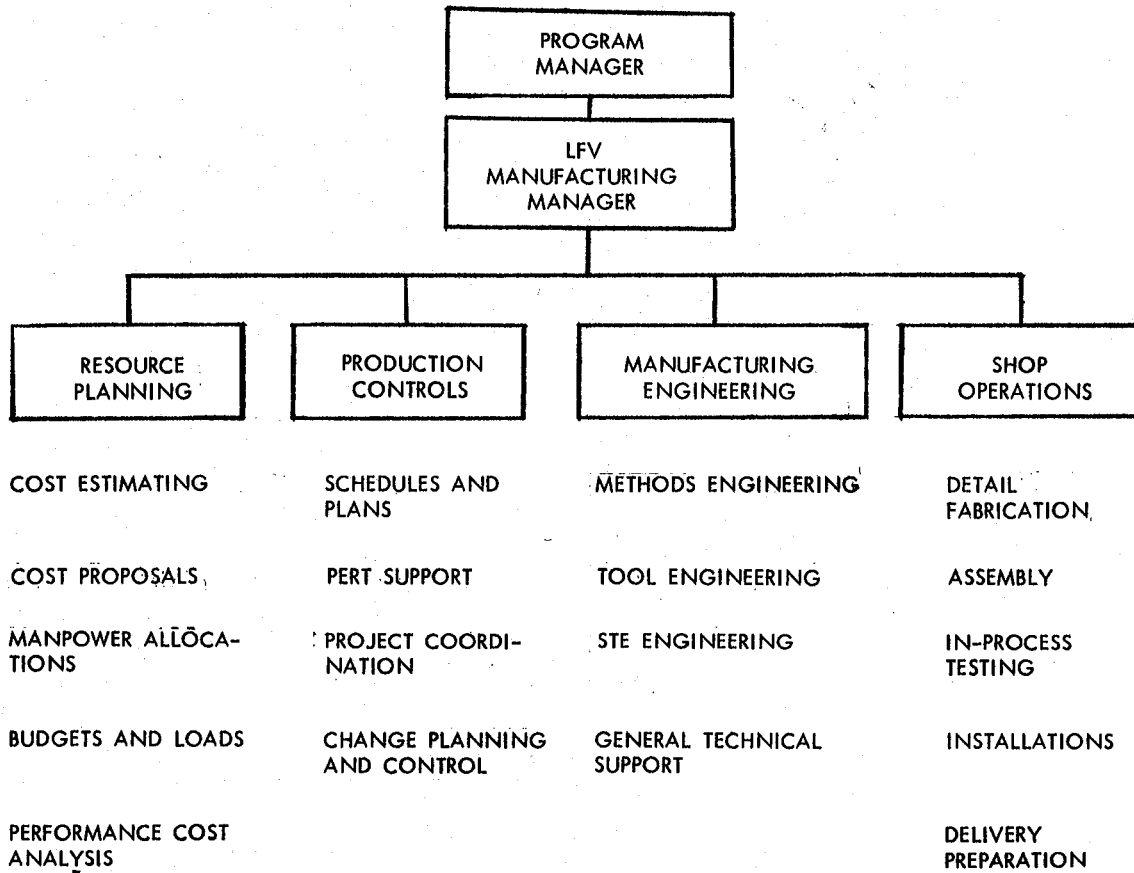 PROGRAM
MANAGER
LFV
MANUFACTURING
MANAGER
RESOURCE
PLANNING
PRODUCTION
CONTROLS
MANUFACTURING
ENGINEERING
SHOP
OPERATIONS
COST ESTIMATING
COST PROPOSALS
MANPOWER ALLOCA-
TIONS
BUDGETS AND LOADS
PERFORMANCE COST
ANALYSIS
SCHEDULES AND
PLANS
PERT SUPPORT
PROJECT COORDI-
NATION
CHANGE PLANNING
AND CONTROL
METHODS ENGINEERING
TOOL ENGINEERING
STE ENGINEERING
GENERAL TECHNICAL
SUPPORT
DETAIL
FABRICATION
ASSEMBLY
IN-PROCESS
TESTING
INSTALLATIONS
DELIVERY
PREPARATION